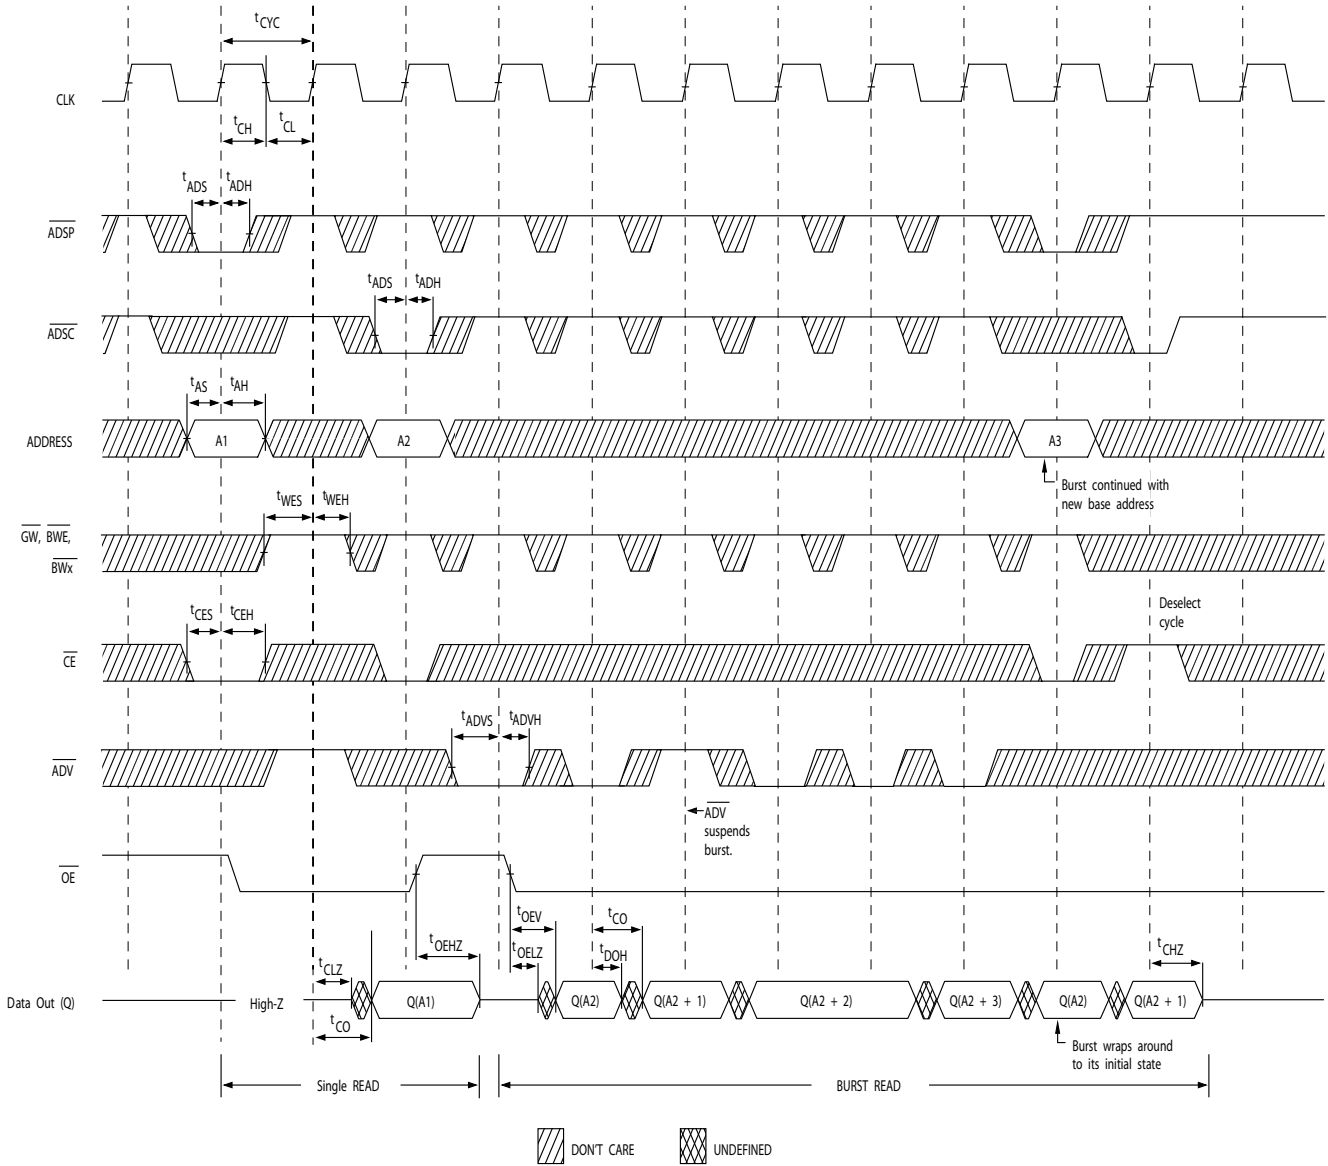 tCYC
CLK
tCH
tCL
tADS
tADH
ADSP
tADS
tADH
ADSC
tAS
tAH
ADDRESS
A1
A2
A3
Burst continued with
new base address
tWES
tWEH
GW, BWE,
BWx
Deselect
cycle
tCES
tCEH
CE
tADVS
tADVH
ADV
ADV
suspends
burst.
OE
tOEV
tCO
tOEHZ
tOELZ
tDOH
tCHZ
tCLZ
Data Out (Q)
High-Z
Q(A1)
Q(A2)
Q(A2 + 1)
Q(A2 + 2)
Q(A2 + 3)
Q(A2)
Q(A2 + 1)
tCO
Burst wraps around
to its initial state
Single READ
BURST READ
DON'T CARE
UNDEFINED